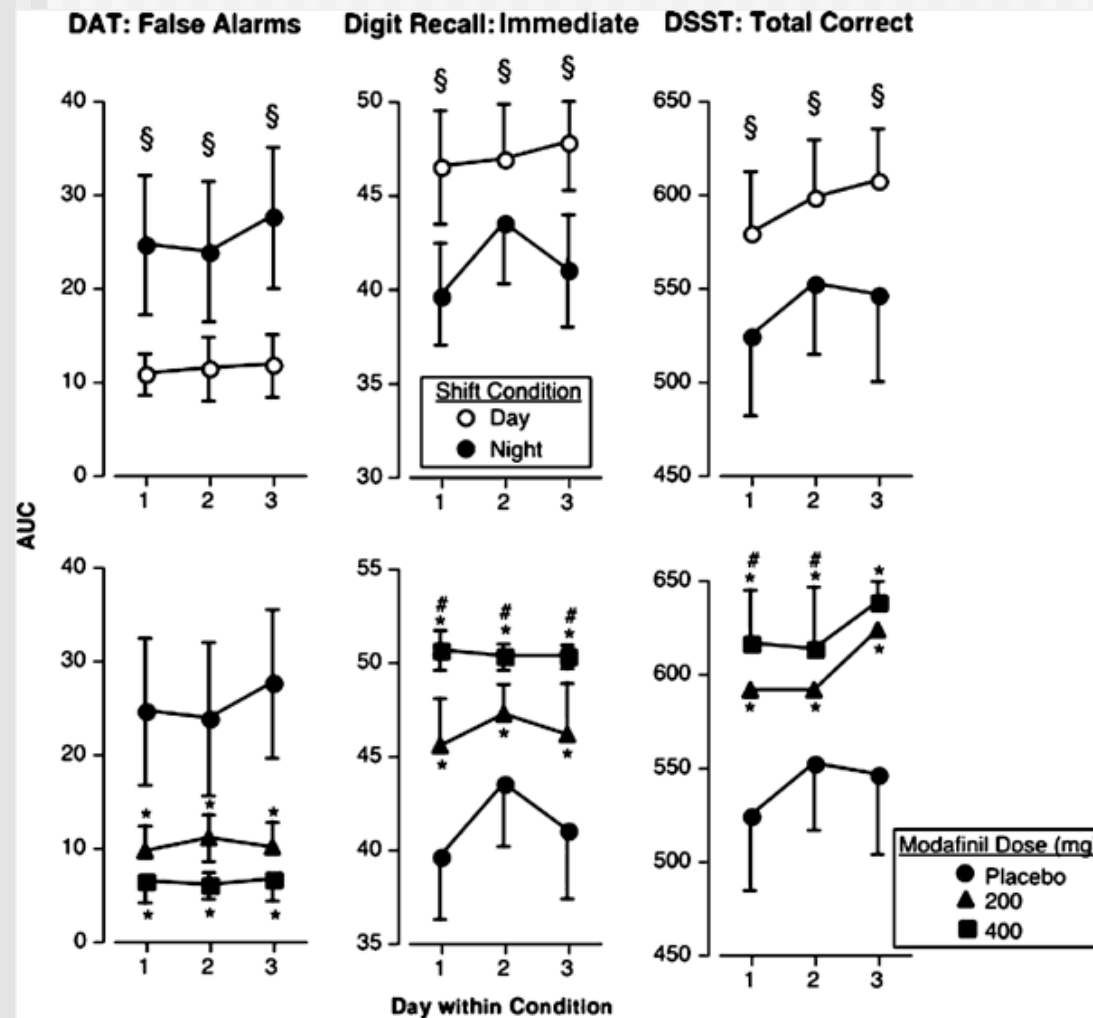 DAT: False Alarms
Digit Recall: Immediate
DSST: Total Correct
AUC
40
30
20
10
0
§ § §
1 2 3
50
45
40
35
30
§ § §
Shift Condition
Day
Night
1 2 3
650
600
550
500
450
§ § §
1 2 3
40
30
20
10
0
* * *
* * *
1 2 3
55
50
45
40
35
# # #
* * *
* * *
1 2 3
650
600
550
500
450
# #
* * *
* * *
Modafinil Dose (mg
Placebo
200
400
1 2 3
Day within Condition